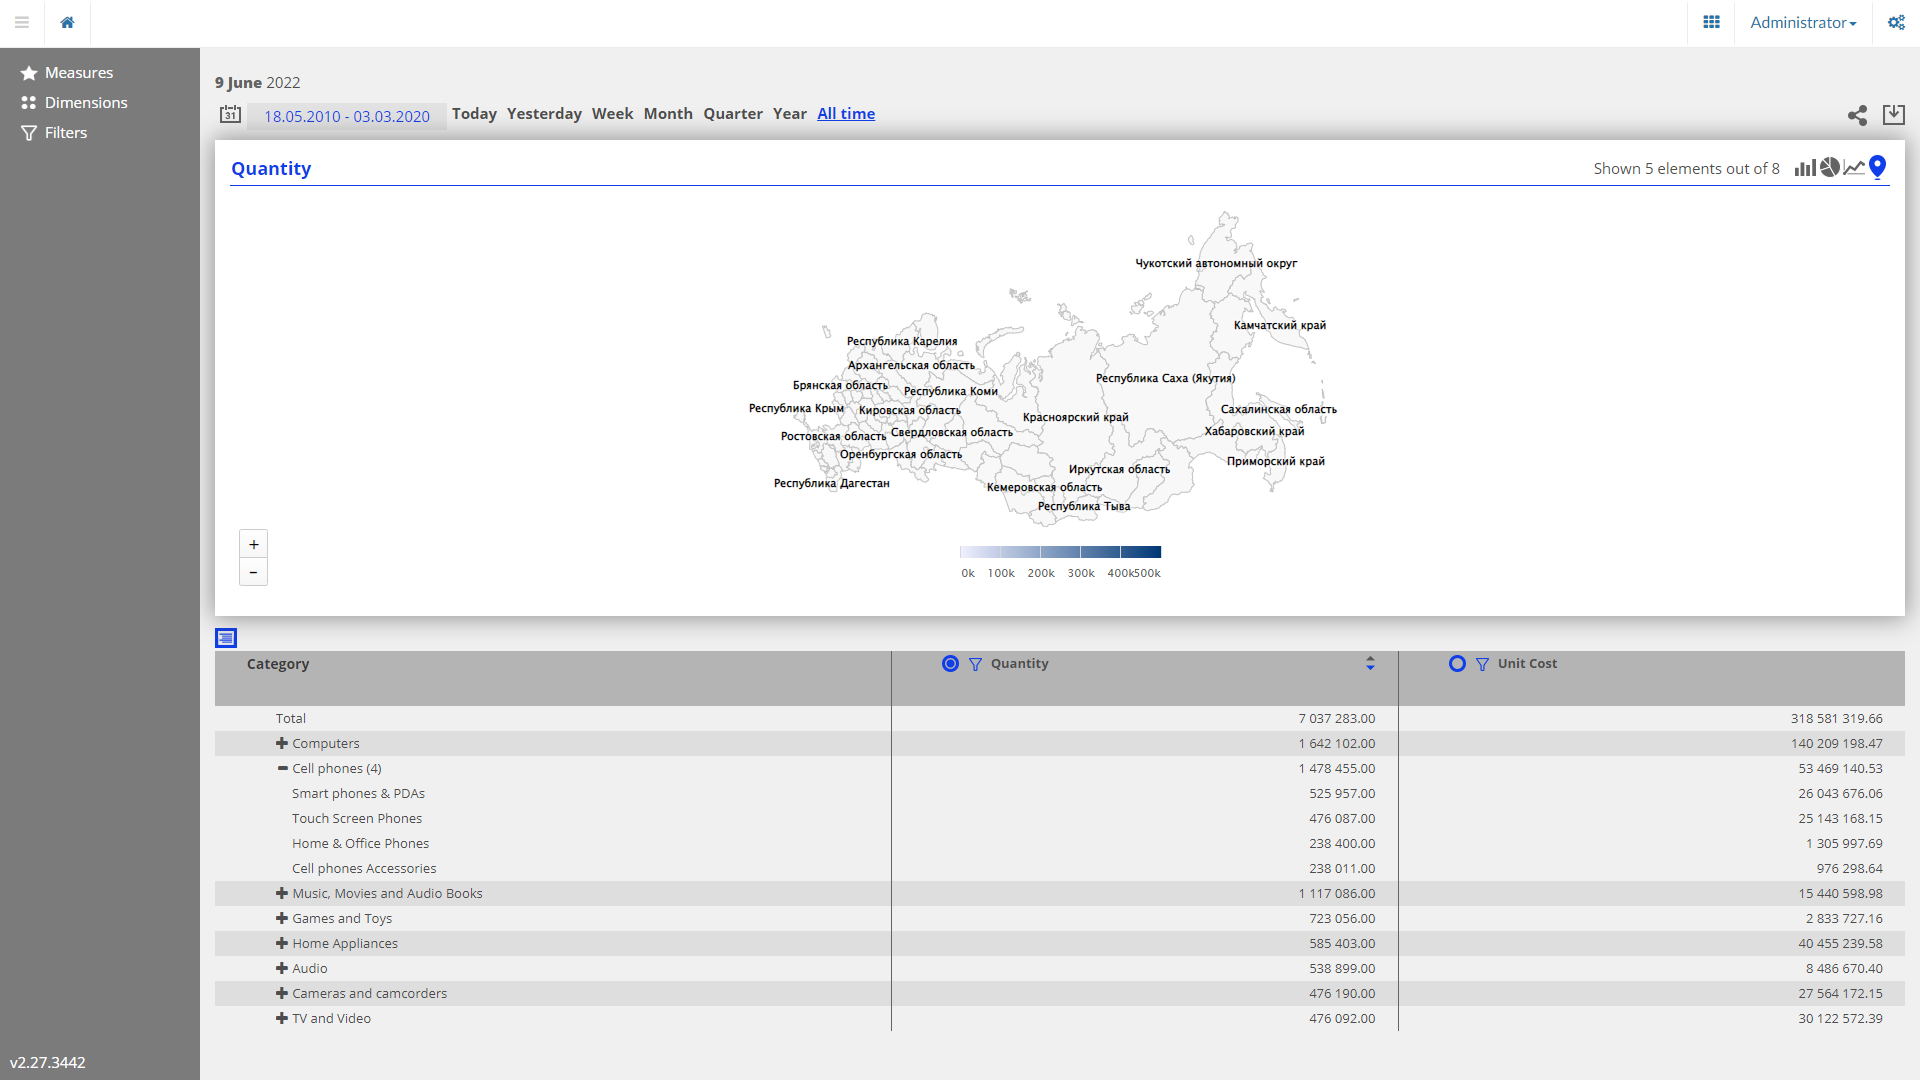 Administrator
Measures
Dimensions
Filters
9 June 2022
31 18.05.2010 - 03.03.2020 Today Yesterday Week Month Quarter Year All time
Quantity
Shown 5 elements out of 8
Чукотский автономный округ
Камчатский край
Республика Карелия
Архангельская область
Республика Саха (Якутия)
Брянская область
Республика Коми
Республика Крым
Кировская область
Сахалинская область
Красноярский край
Ростовская область
Свердловская область
Хабаровский край
Оренбургская область
Приморский край
Иркутская область
Республика Дагестан
Кемеровская область
Республика Тыва
+
-
0k 100k 200k 300k 400k 500k
Category Quantity Unit Cost
Total 7 037 283.00 318 581 319.66
Computers 1 642 102.00 140 209 198.47
Cell phones (4) 1 478 455.00 53 469 140.53
Smart phones & PDAs 525 957.00 26 043 676.06
Touch Screen Phones 476 087.00 25 143 168.15
Home & Office Phones 238 400.00 1 305 997.69
Cell phones Accessories 238 011.00 976 298.64
Music, Movies and Audio Books 1 117 086.00 15 440 598.98
Games and Toys 723 056.00 2 833 727.16
Home Appliances 585 403.00 40 455 239.58
Audio 538 899.00 8 486 670.40
Cameras and camcorders 476 190.00 27 564 172.15
TV and Video 476 092.00 30 122 572.39
v2.27.3442